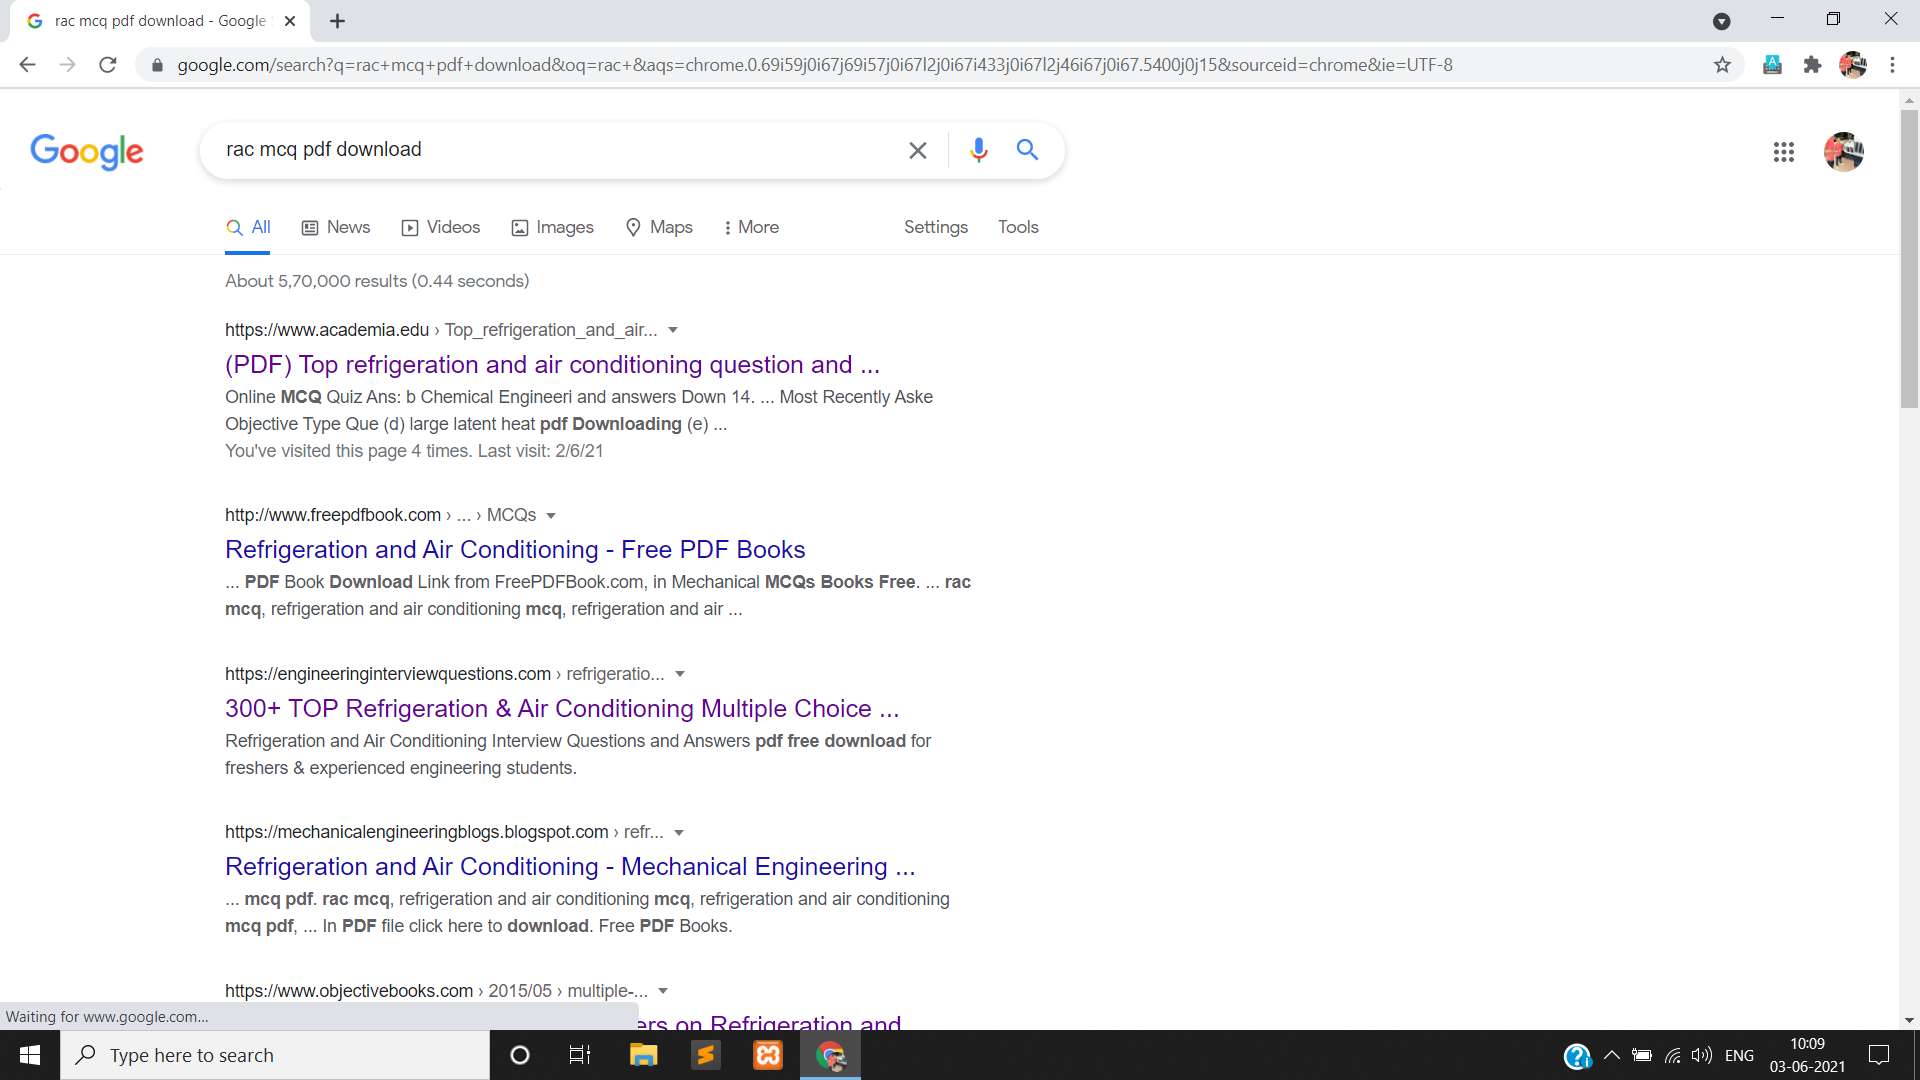 rac mcq pdf download - Google
google.com/search?q=rac+mcq+pdf+download&oq=rac+&aqs=chrome.0.69i59j0i67j69i57j0i67l2j0i67i433j0i67l2j46i67j0i67.5400j0j15&sourceid=chrome&ie=UTF-8
Google
rac mcq pdf download
All News Videos Images Maps More Settings Tools
About 5,70,000 results (0.44 seconds)
https://www.academia.edu › Top_refrigeration_and_air...
(PDF) Top refrigeration and air conditioning question and ...
Online MCQ Quiz Ans: b Chemical Engineeri and answers Down 14. ... Most Recently Aske
Objective Type Que (d) large latent heat pdf Downloading (e) ...
You've visited this page 4 times. Last visit: 2/6/21
http://www.freepdfbook.com › ... › MCQs
Refrigeration and Air Conditioning - Free PDF Books
... PDF Book Download Link from FreePDFBook.com, in Mechanical MCQs Books Free. ... rac
mcq, refrigeration and air conditioning mcq, refrigeration and air ...
https://engineeringinterviewquestions.com › refrigeratio...
300+ TOP Refrigeration & Air Conditioning Multiple Choice ...
Refrigeration and Air Conditioning Interview Questions and Answers pdf free download for
freshers & experienced engineering students.
https://mechanicalengineeringblogs.blogspot.com › refr...
Refrigeration and Air Conditioning - Mechanical Engineering ...
... mcq pdf. rac mcq, refrigeration and air conditioning mcq, refrigeration and air conditioning
mcq pdf, ... In PDF file click here to download. Free PDF Books.
https://www.objectivebooks.com › 2015/05 › multiple-...
Waiting for www.google.com...
ers on Refrigeration and
Type here to search
ENG
10:09
03-06-2021